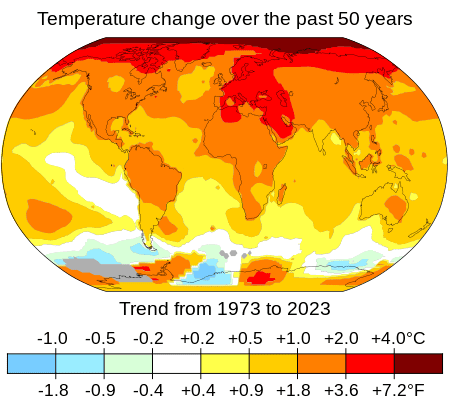 Temperature change over the past 50 years
Trend from 1973 to 2023
-1.0 -0.5 -0.2 +0.2 +0.5 +1.0 +2.0 +4.0°C
-1.8 -0.9 -0.4 +0.4 +0.9 +1.8 +3.6 +7.2°F